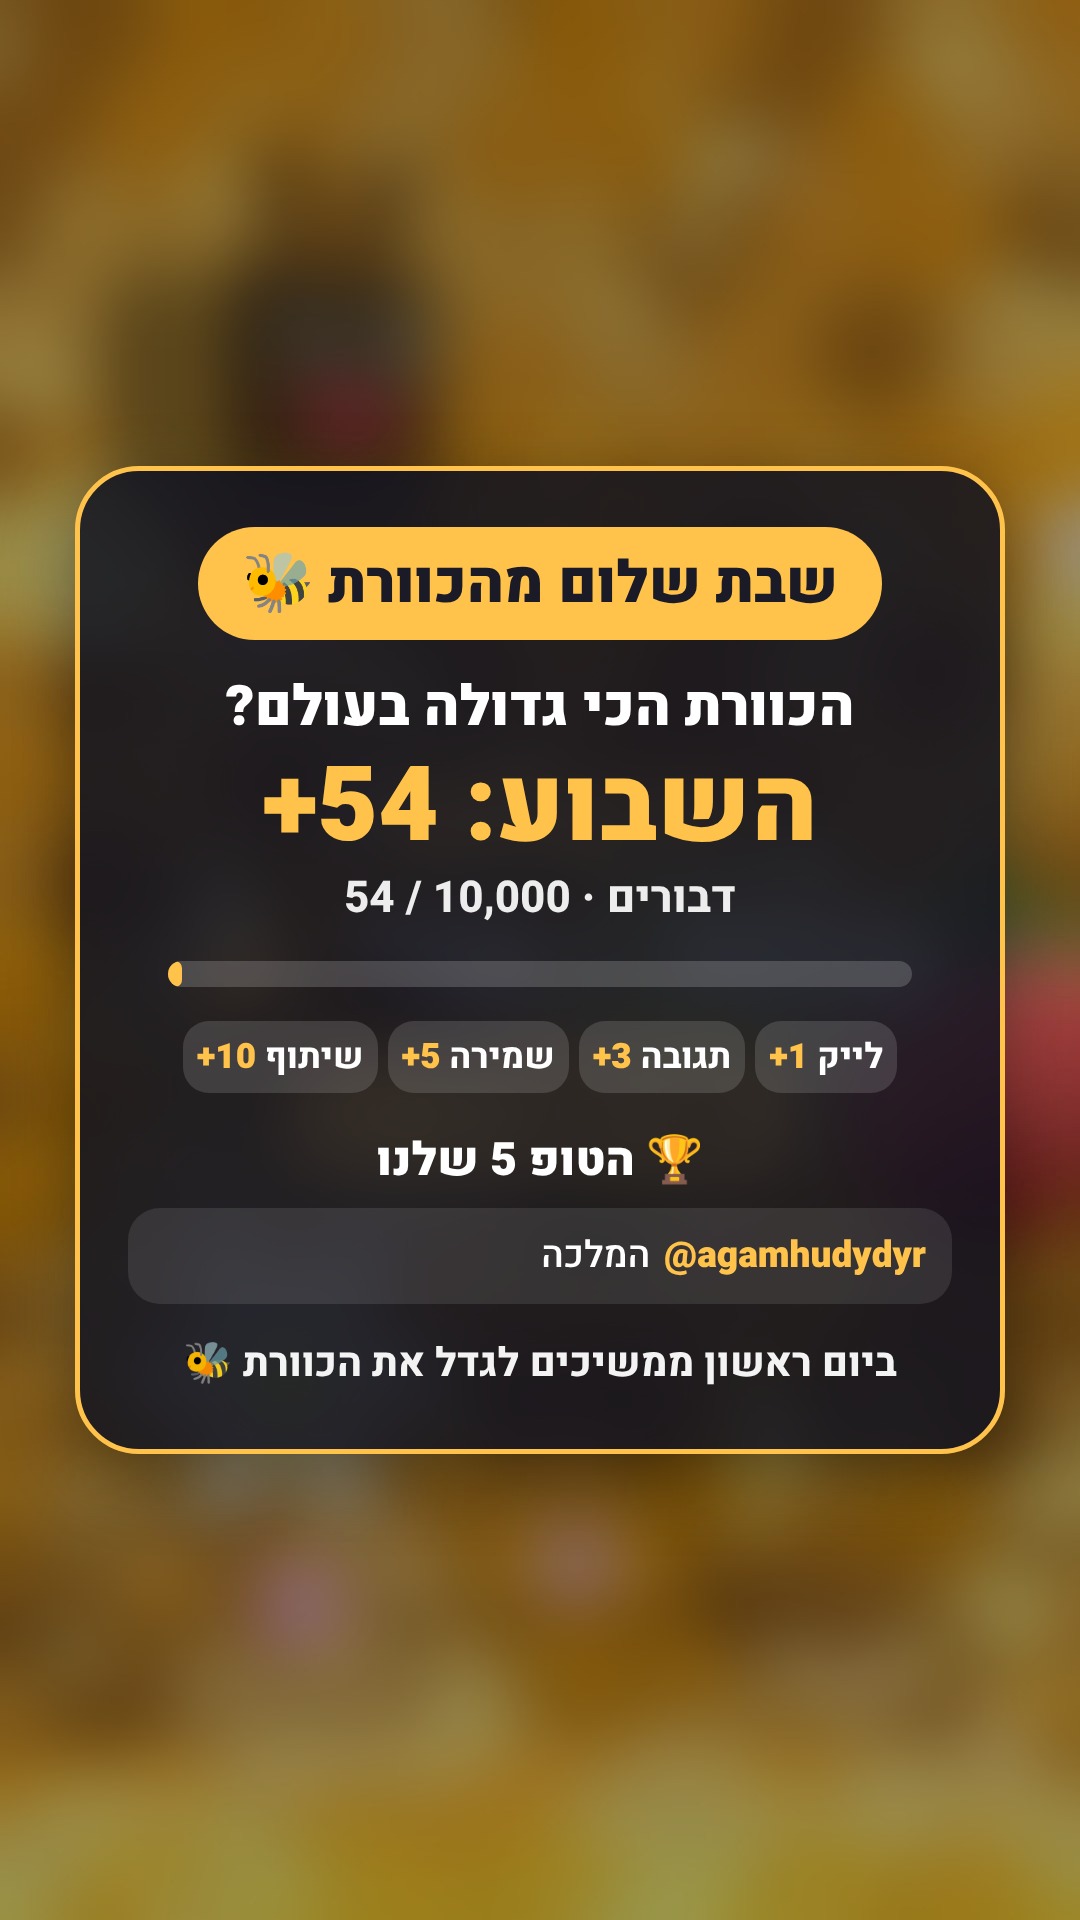 שבת שלום מהכוורת 🐝
הכוורת הכי גדולה בעולם?
השבוע: 54+
דבורים · 10,000 / 54
לייק 1+ תגובה 3+ שמירה 5+ שיתוף 10+
🏆 הטופ 5 שלנו
@agamhudydyr המלכה
ביום ראשון ממשיכים לגדל את הכוורת 🐝